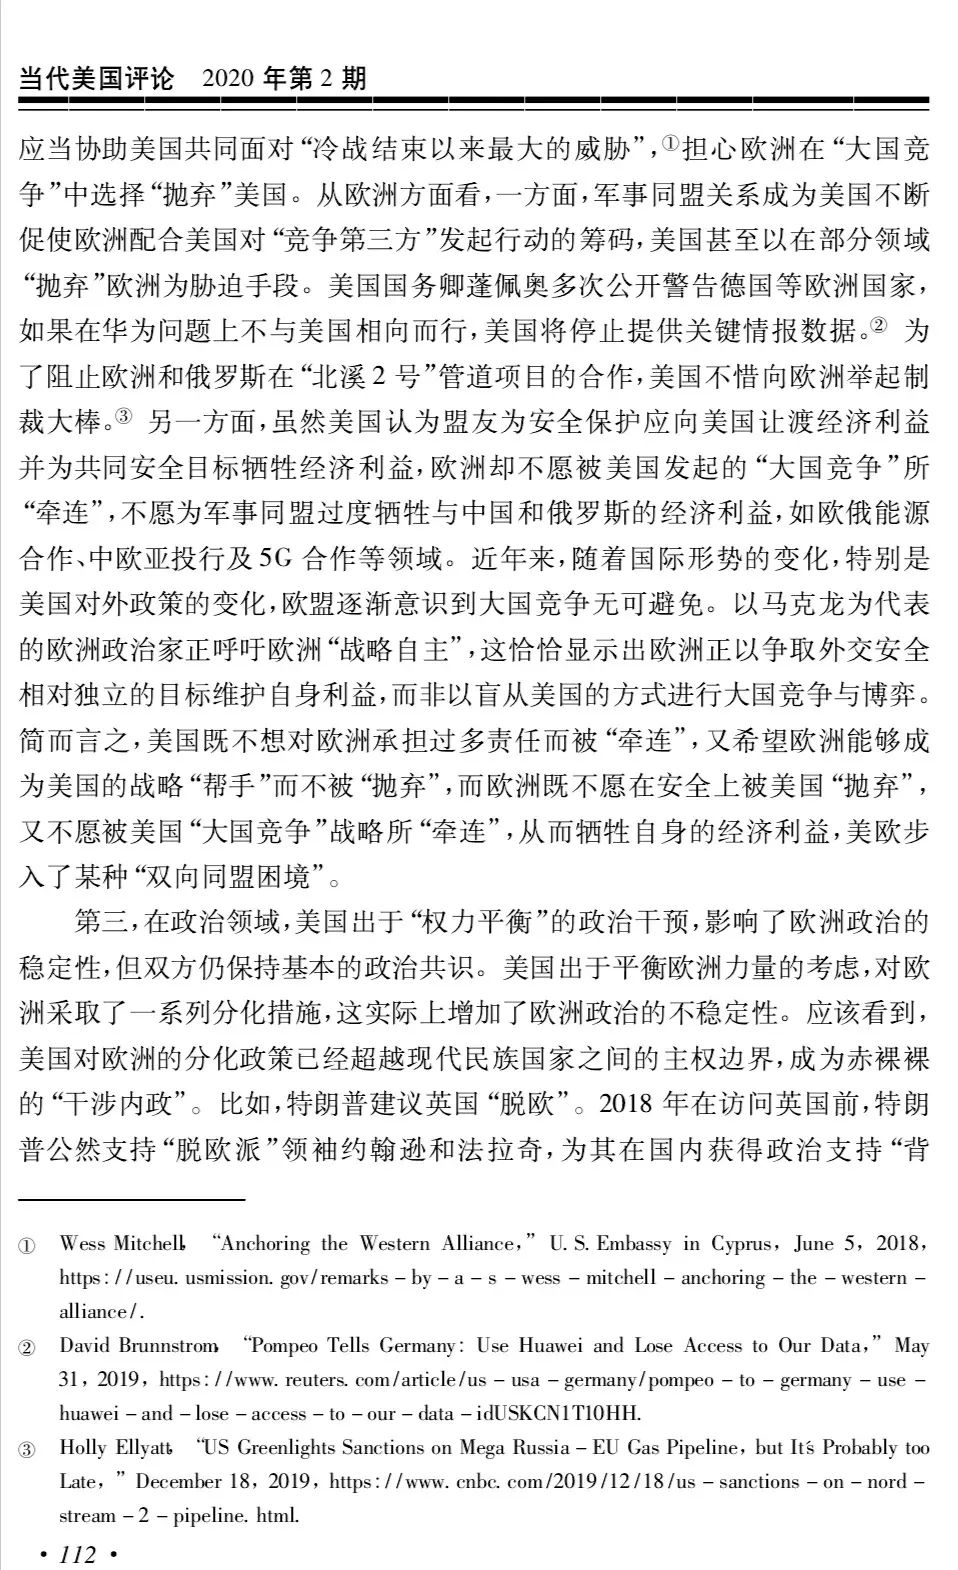 当代美国评论 2020 年第 2 期
应当协助美国共同面对“冷战结束以来最大的威胁”,①担心欧洲在“大国竞
争”中选择“抛弃”美国。从欧洲方面看,一方面,军事同盟关系成为美国不断
促使欧洲配合美国对“竞争第三方”发起行动的筹码,美国甚至以在部分领域
“抛弃”欧洲为胁迫手段。美国国务卿蓬佩奥多次公开警告德国等欧洲国家,
如果在华为问题上不与美国相向而行,美国将停止提供关键情报数据。② 为
了阻止欧洲和俄罗斯在“北溪 2 号”管道项目的合作,美国不惜向欧洲举起制
裁大棒。③ 另一方面,虽然美国认为盟友为安全保护应向美国让渡经济利益
并为共同安全目标牺牲经济利益,欧洲却不愿被美国发起的“大国竞争”所
“牵连”,不愿为军事同盟过度牺牲与中国和俄罗斯的经济利益,如欧俄能源
合作、中欧亚投行及 5G 合作等领域。近年来,随着国际形势的变化,特别是
美国对外政策的变化,欧盟逐渐意识到大国竞争无可避免。以马克龙为代表
的欧洲政治家正呼吁欧洲“战略自主”,这恰恰显示出欧洲正以争取外交安全
相对独立的目标维护自身利益,而非以盲从美国的方式进行大国竞争与博弈。
简而言之,美国既不想对欧洲承担过多责任而被“牵连”,又希望欧洲能够成
为美国的战略“帮手”而不被“抛弃”,而欧洲既不愿在安全上被美国“抛弃”,
又不愿被美国“大国竞争”战略所“牵连”,从而牺牲自身的经济利益,美欧步
入了某种“双向同盟困境”。
第三,在政治领域,美国出于“权力平衡”的政治干预,影响了欧洲政治的
稳定性,但双方仍保持基本的政治共识。美国出于平衡欧洲力量的考虑,对欧
洲采取了一系列分化措施,这实际上增加了欧洲政治的不稳定性。应该看到,
美国对欧洲的分化政策已经超越现代民族国家之间的主权边界,成为赤裸裸
的“干涉内政”。比如,特朗普建议英国“脱欧”。2018 年在访问英国前,特朗
普公然支持“脱欧派”领袖约翰逊和法拉奇,为其在国内获得政治支持“背
① Wess Mitchell, “Anchoring the Western Alliance,” U. S. Embassy in Cyprus, June 5, 2018,
https: / /useu. usmission. gov/remarks – by – a – s – wess – mitchell – anchoring – the – western –
alliance/.
② David Brunnstrom, “Pompeo Tells Germany: Use Huawei and Lose Access to Our Data,” May
31, 2019, https: / /www. reuters. com/article/us – usa – germany/pompeo – to – germany – use –
huawei – and – lose – access – to – our – data – idUSKCN1T10HH.
③ Holly Ellyatt, “US Greenlights Sanctions on Mega Russia – EU Gas Pipeline, but It's Probably too
Late, ” December 18, 2019, https: / /www. cnbc. com/2019 /12 /18 /us – sanctions – on – nord –
stream – 2 – pipeline. html.
· 112 ·